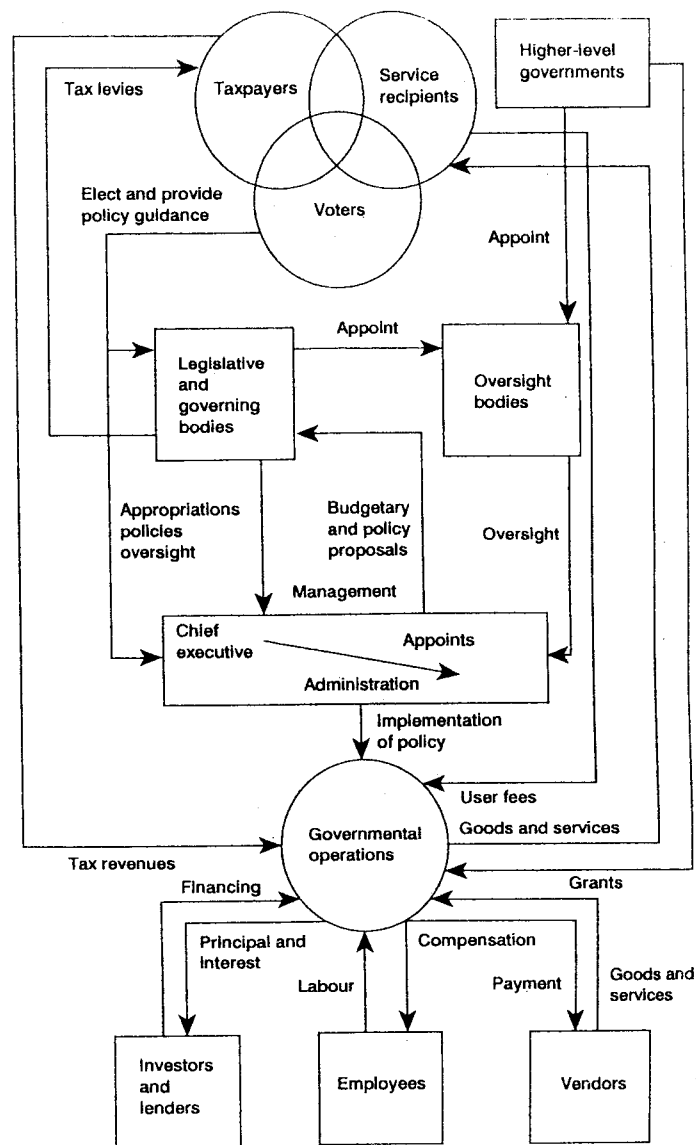 Higher-level
governments
Tax levies
Taxpayers
Service
recipients
Elect and provide
policy guidance
Voters
Appoint
Appoint
Legislative
and
governing
bodies
Oversight
bodies
Appropriations
policies
oversight
Budgetary
and policy
proposals
Oversight
Management
Chief
executive
Appoints
Administration
Implementation
of policy
User fees
Governmental
operations
Goods and services
Tax revenues
Financing
Grants
Principal and
interest
Compensation
Labour
Payment
Goods and
services
Investors
and
lenders
Employees
Vendors